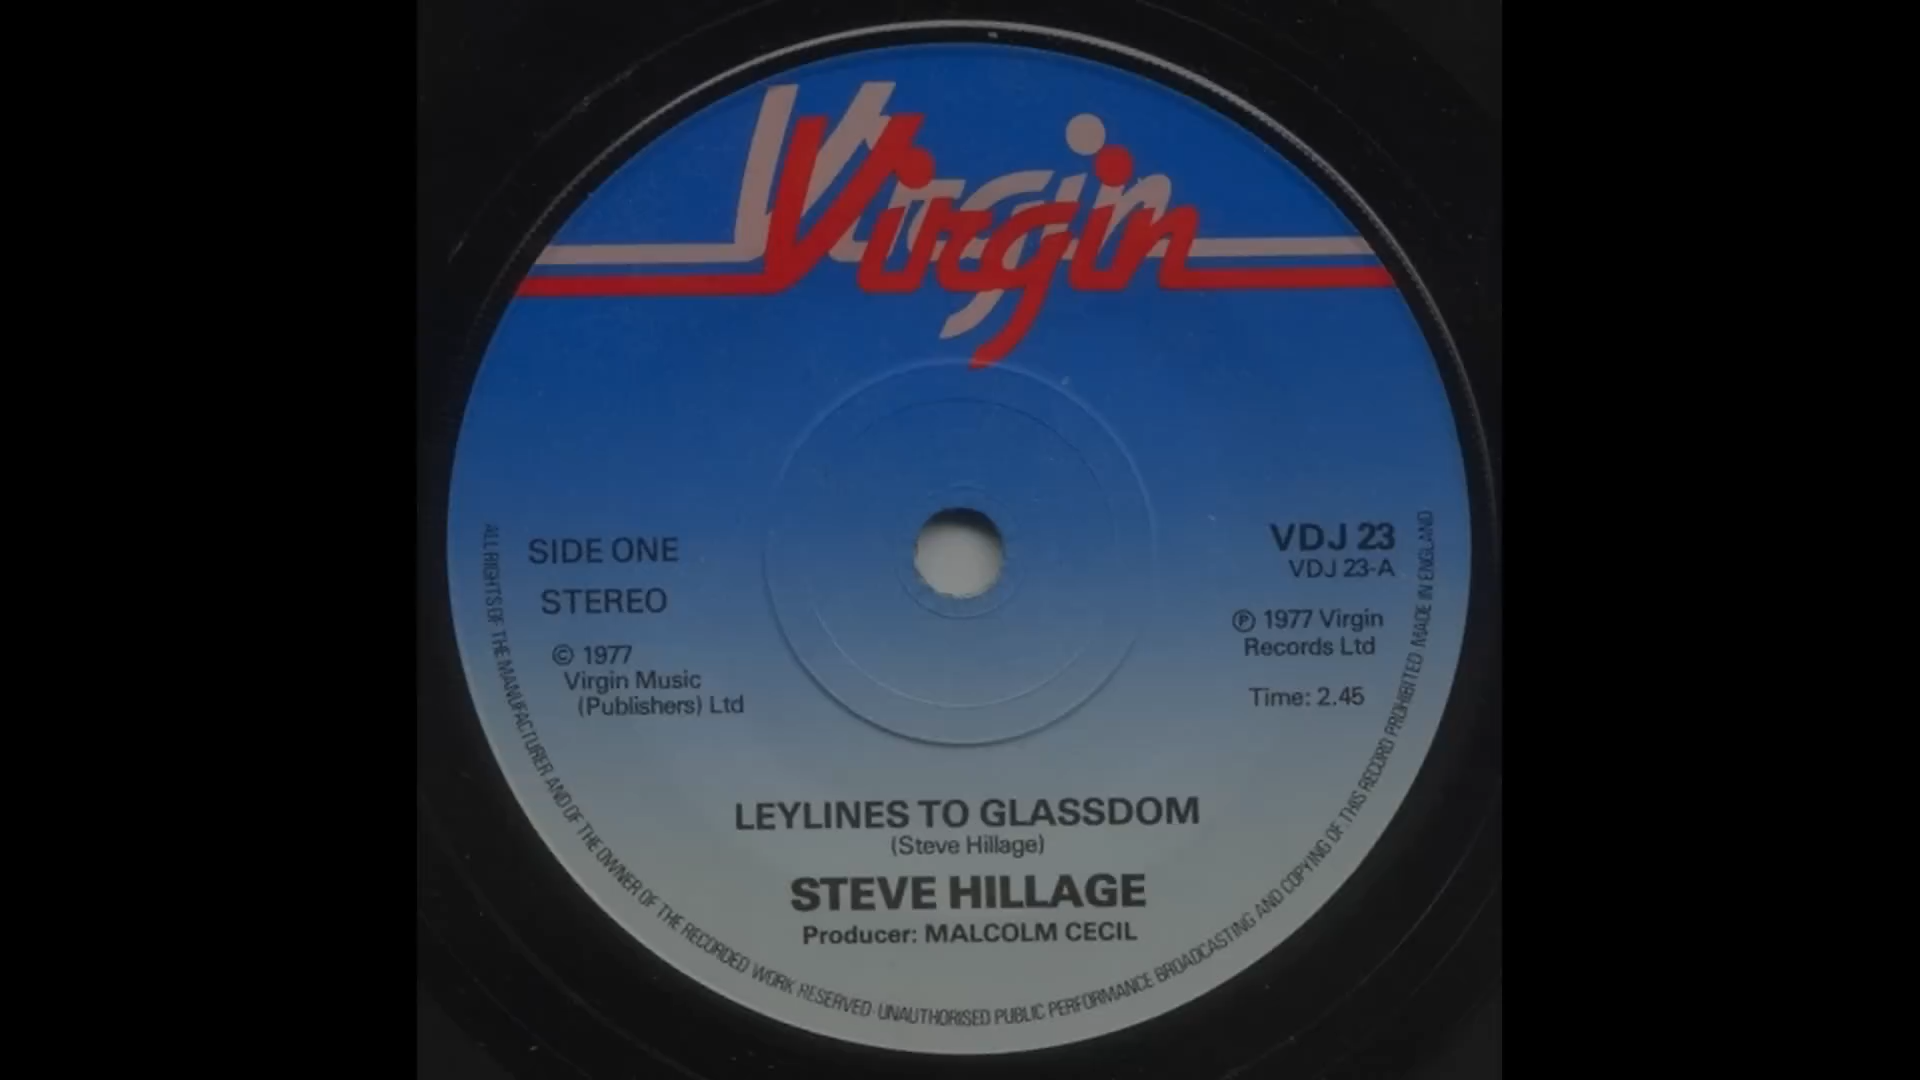 Virgin
SIDE ONE
STEREO
© 1977
Virgin Music
(Publishers) Ltd
VDJ 23
VDJ 23-A
℗ 1977 Virgin
Records Ltd
Time: 2.45
LEYLINES TO GLASSDOM
(Steve Hillage)
STEVE HILLAGE
Producer: MALCOLM CECIL
ALL RIGHTS OF THE MANUFACTURER AND OF THE OWNER OF THE RECORDED WORK RESERVED · UNAUTHORISED PUBLIC PERFORMANCE BROADCASTING AND COPYING OF THIS RECORD PROHIBITED MADE IN ENGLAND